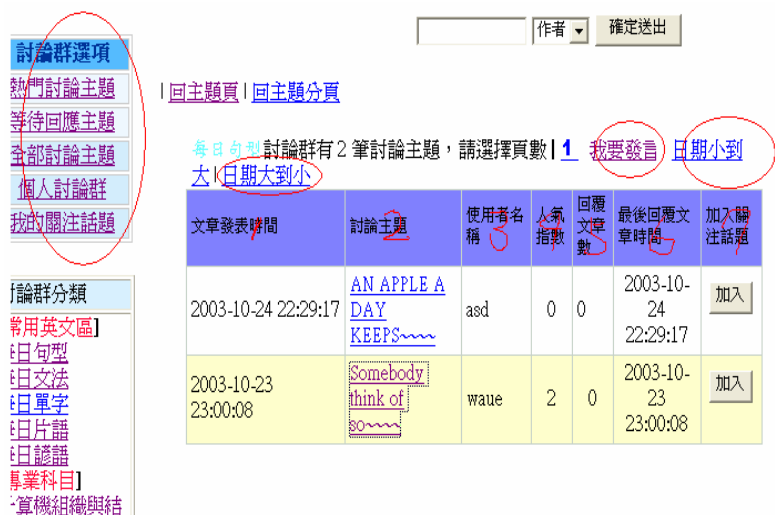 作者 確定送出
討論群選項
熱門討論主題
等待回應主題
全部討論主題
個人討論群
我的關注話題
討論群分類
[常用英文區]
每日句型
每日文法
每日單字
每日片語
每日諺語
[專業科目]
計算機組織與結
|回主題頁|回主題分頁
每日句型討論群有2 筆討論主題，請選擇頁數| 1 我要發言 日期小到
大|日期大到小
文章發表時間 討論主題 使用者名稱 人氣指數 回覆文章數 最後回覆文章時間 加入關注話題
1 2 3 4 5 6 7
2003-10-24 22:29:17 AN APPLE A DAY KEEPS~~~~ asd 0 0 2003-10-24 22:29:17 加入
2003-10-23 23:00:08 Somebody think of so~~~~ waue 2 0 2003-10-23 23:00:08 加入